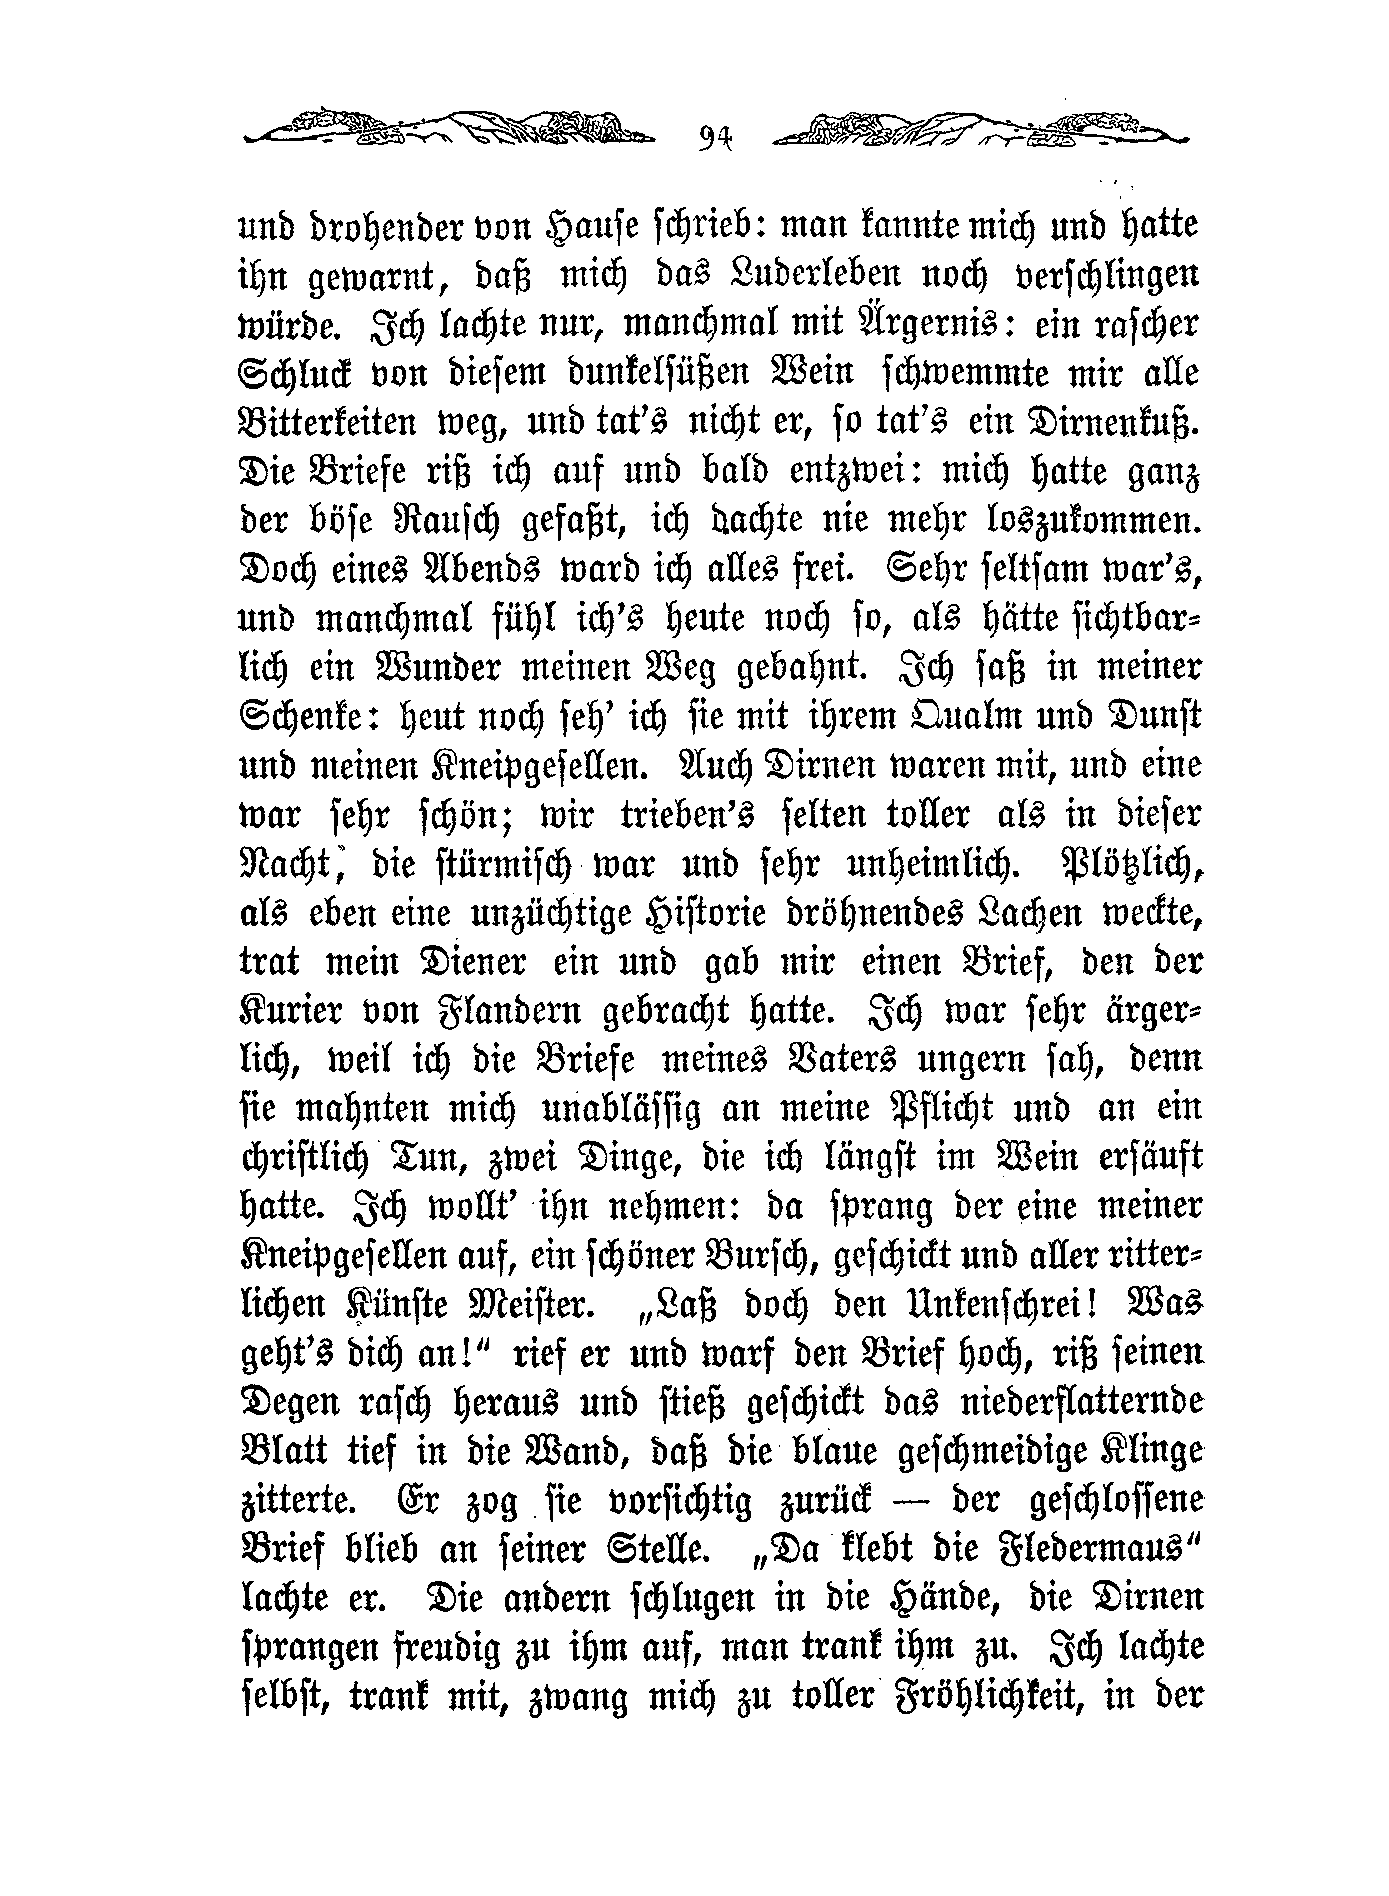 94
und drohender von Hause schrieb: man kannte mich und hatte
ihn gewarnt, daß mich das Luderleben noch verschlingen
würde. Ich lachte nur, manchmal mit Ärgernis: ein rascher
Schluck von diesem dunkelsüßen Wein schwemmte mir alle
Bitterkeiten weg, und tat's nicht er, so tat's ein Dirnenkuß.
Die Briefe riß ich auf und bald entzwei: mich hatte ganz
der böse Rausch gefaßt, ich dachte nie mehr loszukommen.
Doch eines Abends ward ich alles frei. Sehr seltsam war's,
und manchmal fühl ich's heute noch so, als hätte sichtbar-
lich ein Wunder meinen Weg gebahnt. Ich saß in meiner
Schenke: heut noch seh' ich sie mit ihrem Qualm und Dunst
und meinen Kneipgesellen. Auch Dirnen waren mit, und eine
war sehr schön; wir trieben's selten toller als in dieser
Nacht, die stürmisch war und sehr unheimlich. Plötzlich,
als eben eine unzüchtige Historie dröhnendes Lachen weckte,
trat mein Diener ein und gab mir einen Brief, den der
Kurier von Flandern gebracht hatte. Ich war sehr ärger-
lich, weil ich die Briefe meines Vaters ungern sah, denn
sie mahnten mich unablässig an meine Pflicht und an ein
christlich Tun, zwei Dinge, die ich längst im Wein ersäuft
hatte. Ich wollt' ihn nehmen: da sprang der eine meiner
Kneipgesellen auf, ein schöner Bursch, geschickt und aller ritter-
lichen Künste Meister. „Laß doch den Unkenschrei! Was
geht's dich an!“ rief er und warf den Brief hoch, riß seinen
Degen rasch heraus und stieß geschickt das niederflatternde
Blatt tief in die Wand, daß die blaue geschmeidige Klinge
zitterte. Er zog sie vorsichtig zurück — der geschlossene
Brief blieb an seiner Stelle. „Da klebt die Fledermaus“
lachte er. Die andern schlugen in die Hände, die Dirnen
sprangen freudig zu ihm auf, man trank ihm zu. Ich lachte
selbst, trank mit, zwang mich zu toller Fröhlichkeit, in der